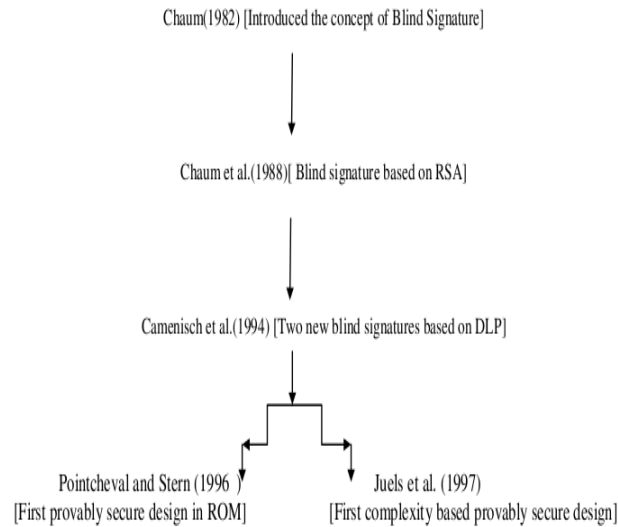 Chaum(1982) [Introduced the concept of Blind Signature]
Chaum et al.(1988)[ Blind signature based on RSA]
Camenisch et al.(1994) [Two new blind signatures based on DLP]
Pointcheval and Stern (1996 )
[First provably secure design in ROM]
Juels et al. (1997)
[First complexity based provably secure design]